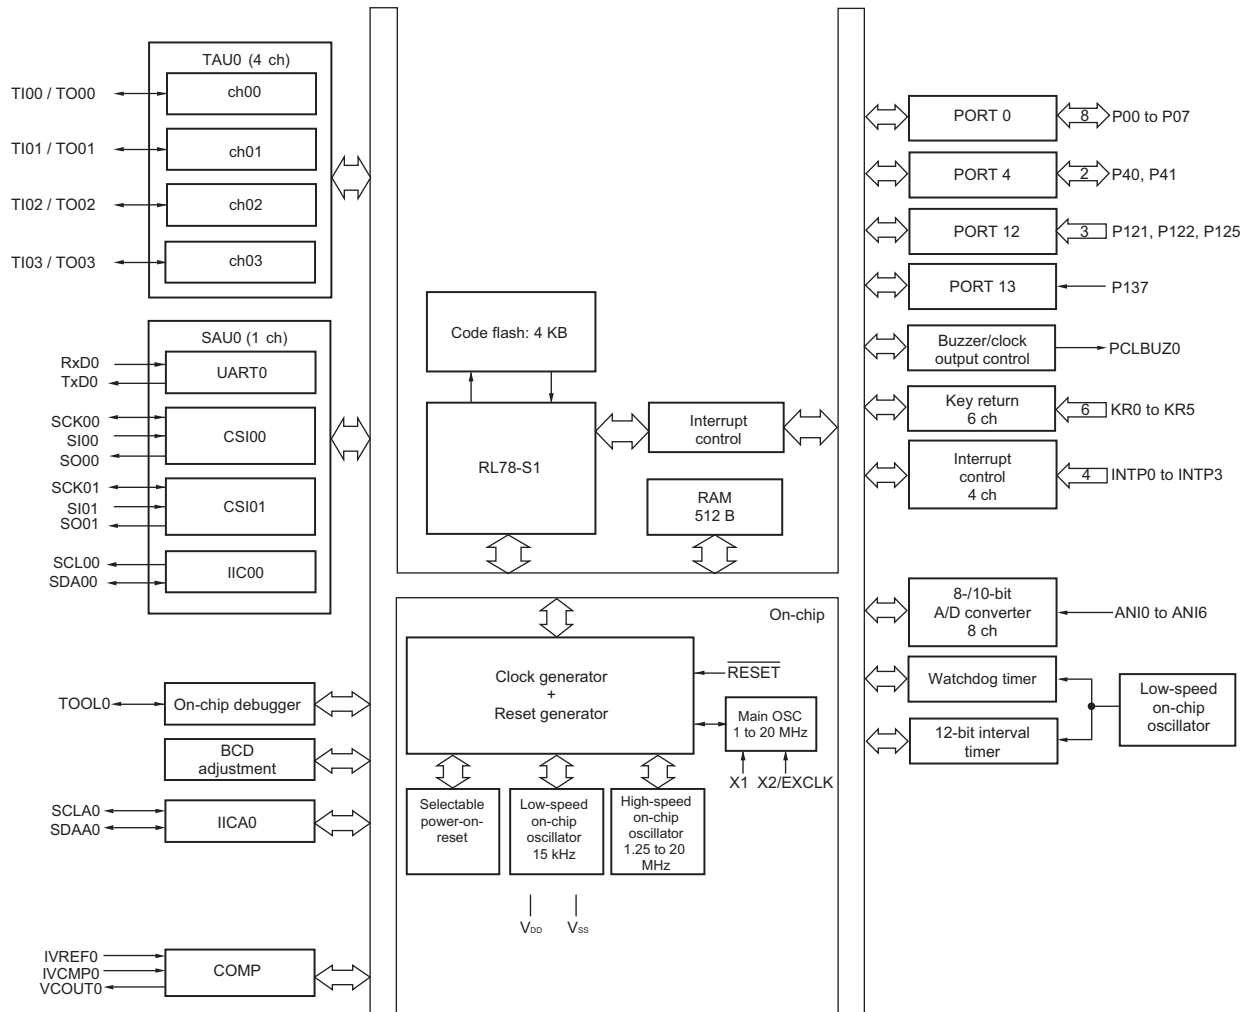 TAU0 (4 ch)
TI00 / TO00
ch00
TI01 / TO01
ch01
TI02 / TO02
ch02
TI03 / TO03
ch03
SAU0 (1 ch)
RxD0
TxD0
UART0
SCK00
SI00
SO00
CSI00
SCK01
SI01
SO01
CSI01
SCL00
SDA00
IIC00
TOOL0
On-chip debugger
BCD
adjustment
SCLA0
SDAA0
IICA0
IVREF0
IVCMP0
VCOUT0
COMP
Code flash: 4 KB
RL78-S1
Interrupt
control
RAM
512 B
On-chip
Clock generator
+
Reset generator
RESET
Main OSC
1 to 20 MHz
X1
X2/EXCLK
Selectable
power-on-
reset
Low-speed
on-chip
oscillator
15 kHz
High-speed
on-chip
oscillator
1.25 to 20
MHz
VDD
VSS
PORT 0
8
P00 to P07
PORT 4
2
P40, P41
PORT 12
3
P121, P122, P125
PORT 13
P137
Buzzer/clock
output control
PCLBUZ0
Key return
6 ch
6
KR0 to KR5
Interrupt
control
4 ch
4
INTP0 to INTP3
8-/10-bit
A/D converter
8 ch
ANI0 to ANI6
Watchdog timer
12-bit interval
timer
Low-speed
on-chip
oscillator